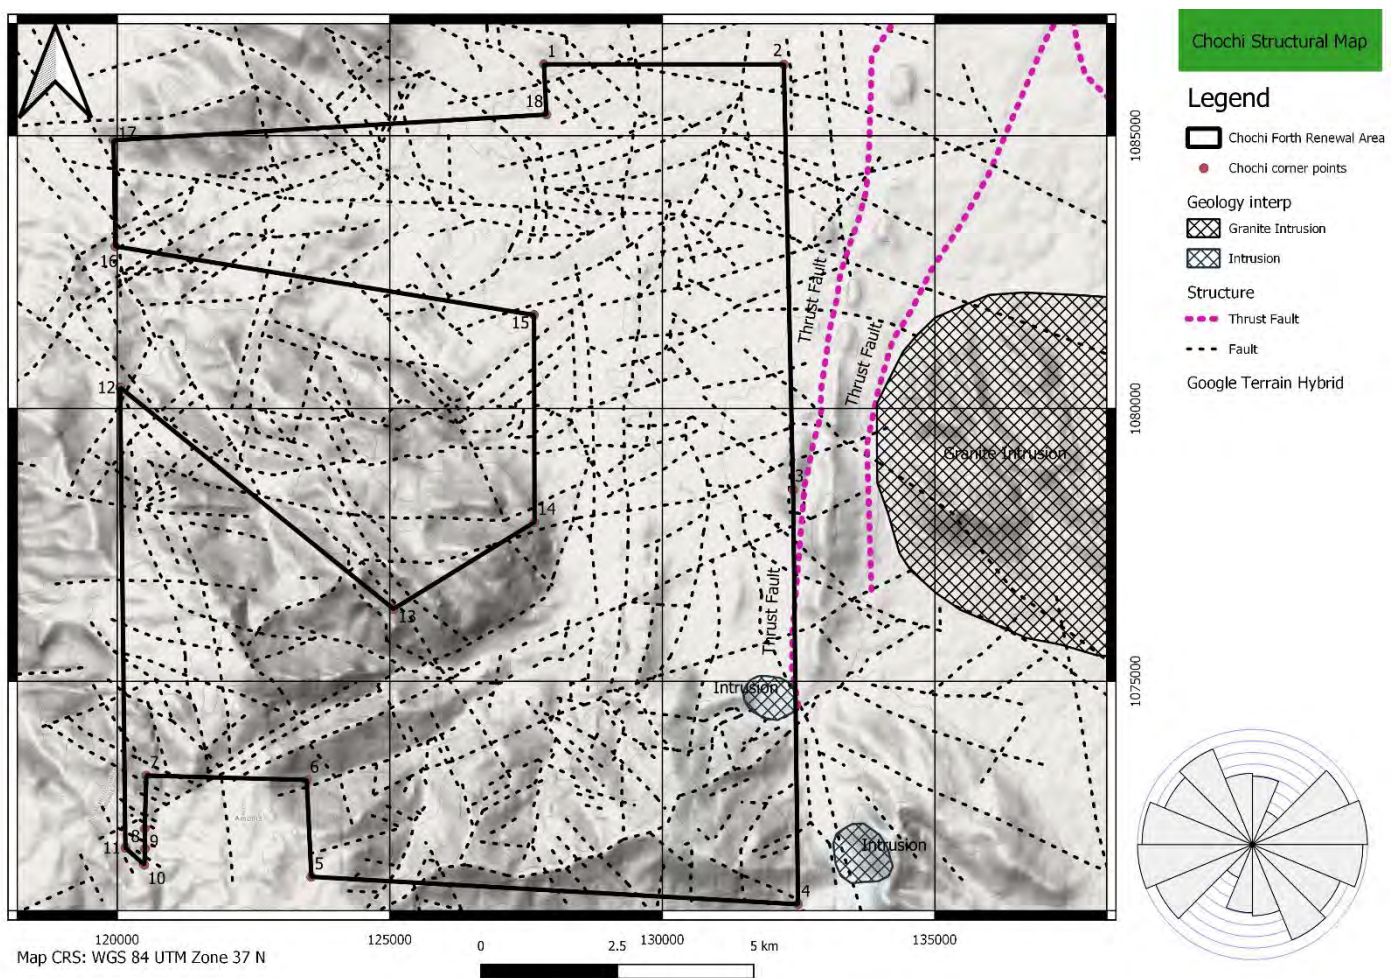 Chochi Structural Map
Legend
Chochi Forth Renewal Area
Chochi corner points
Geology interp
Granite Intrusion
Intrusion
Structure
Thrust Fault
Fault
Google Terrain Hybrid
1
2
18
17
16
15
12
3
14
13
7
6
8
9
11
10
5
4
Thrust Fault
Thrust Fault
Thrust Fault
Granite Intrusion
Intrusion
Intrusion
1085000
1080000
1075000
120000
125000
130000
135000
0
2.5
5 km
Map CRS: WGS 84 UTM Zone 37 N